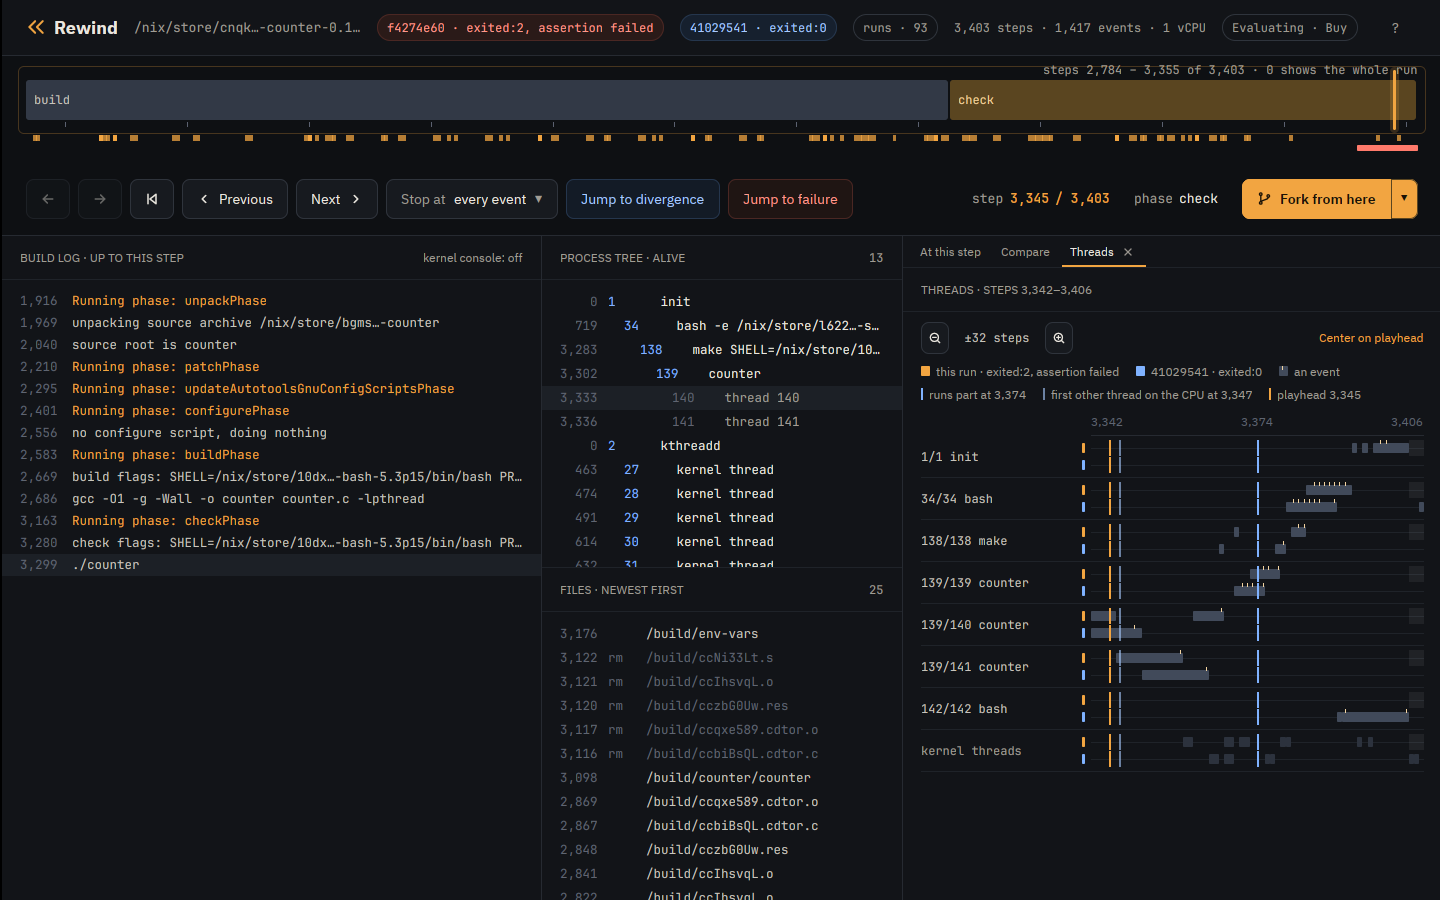 Rewind /nix/store/cnqk…-counter-0.1… f4274e60 · exited:2, assertion failed 41029541 · exited:0 runs · 93 3,403 steps · 1,417 events · 1 vCPU Evaluating · Buy ?
steps 2,784 – 3,355 of 3,403 · 0 shows the whole run
build check
Previous Next Stop at every event Jump to divergence Jump to failure step 3,345 / 3,403 phase check Fork from here
BUILD LOG · UP TO THIS STEP kernel console: off
1,916 Running phase: unpackPhase
1,969 unpacking source archive /nix/store/bgms…-counter
2,040 source root is counter
2,210 Running phase: patchPhase
2,295 Running phase: updateAutotoolsGnuConfigScriptsPhase
2,401 Running phase: configurePhase
2,556 no configure script, doing nothing
2,583 Running phase: buildPhase
2,669 build flags: SHELL=/nix/store/10dx…-bash-5.3p15/bin/bash PR…
2,686 gcc -O1 -g -Wall -o counter counter.c -lpthread
3,163 Running phase: checkPhase
3,280 check flags: SHELL=/nix/store/10dx…-bash-5.3p15/bin/bash PR…
3,299 ./counter
PROCESS TREE · ALIVE 13
0 1 init
719 34 bash -e /nix/store/l622…-s…
3,283 138 make SHELL=/nix/store/10…
3,302 139 counter
3,333 140 thread 140
3,336 141 thread 141
0 2 kthreadd
463 27 kernel thread
474 28 kernel thread
491 29 kernel thread
614 30 kernel thread
632 31 kernel thread
FILES · NEWEST FIRST 25
3,176 /build/env-vars
3,122 rm /build/ccNi33Lt.s
3,121 rm /build/ccIhsvqL.o
3,120 rm /build/cczbG0Uw.res
3,117 rm /build/ccqxe589.cdtor.o
3,116 rm /build/ccbiBsQL.cdtor.c
3,098 /build/counter/counter
2,869 /build/ccqxe589.cdtor.o
2,867 /build/ccbiBsQL.cdtor.c
2,848 /build/cczbG0Uw.res
2,841 /build/ccIhsvqL.o
2,822 /build/ccIhsvqL.o
At this step Compare Threads
THREADS · STEPS 3,342–3,406
±32 steps Center on playhead
this run · exited:2, assertion failed 41029541 · exited:0 an event
runs part at 3,374 first other thread on the CPU at 3,347 playhead 3,345
3,342 3,374 3,406
1/1 init
34/34 bash
138/138 make
139/139 counter
139/140 counter
139/141 counter
142/142 bash
kernel threads